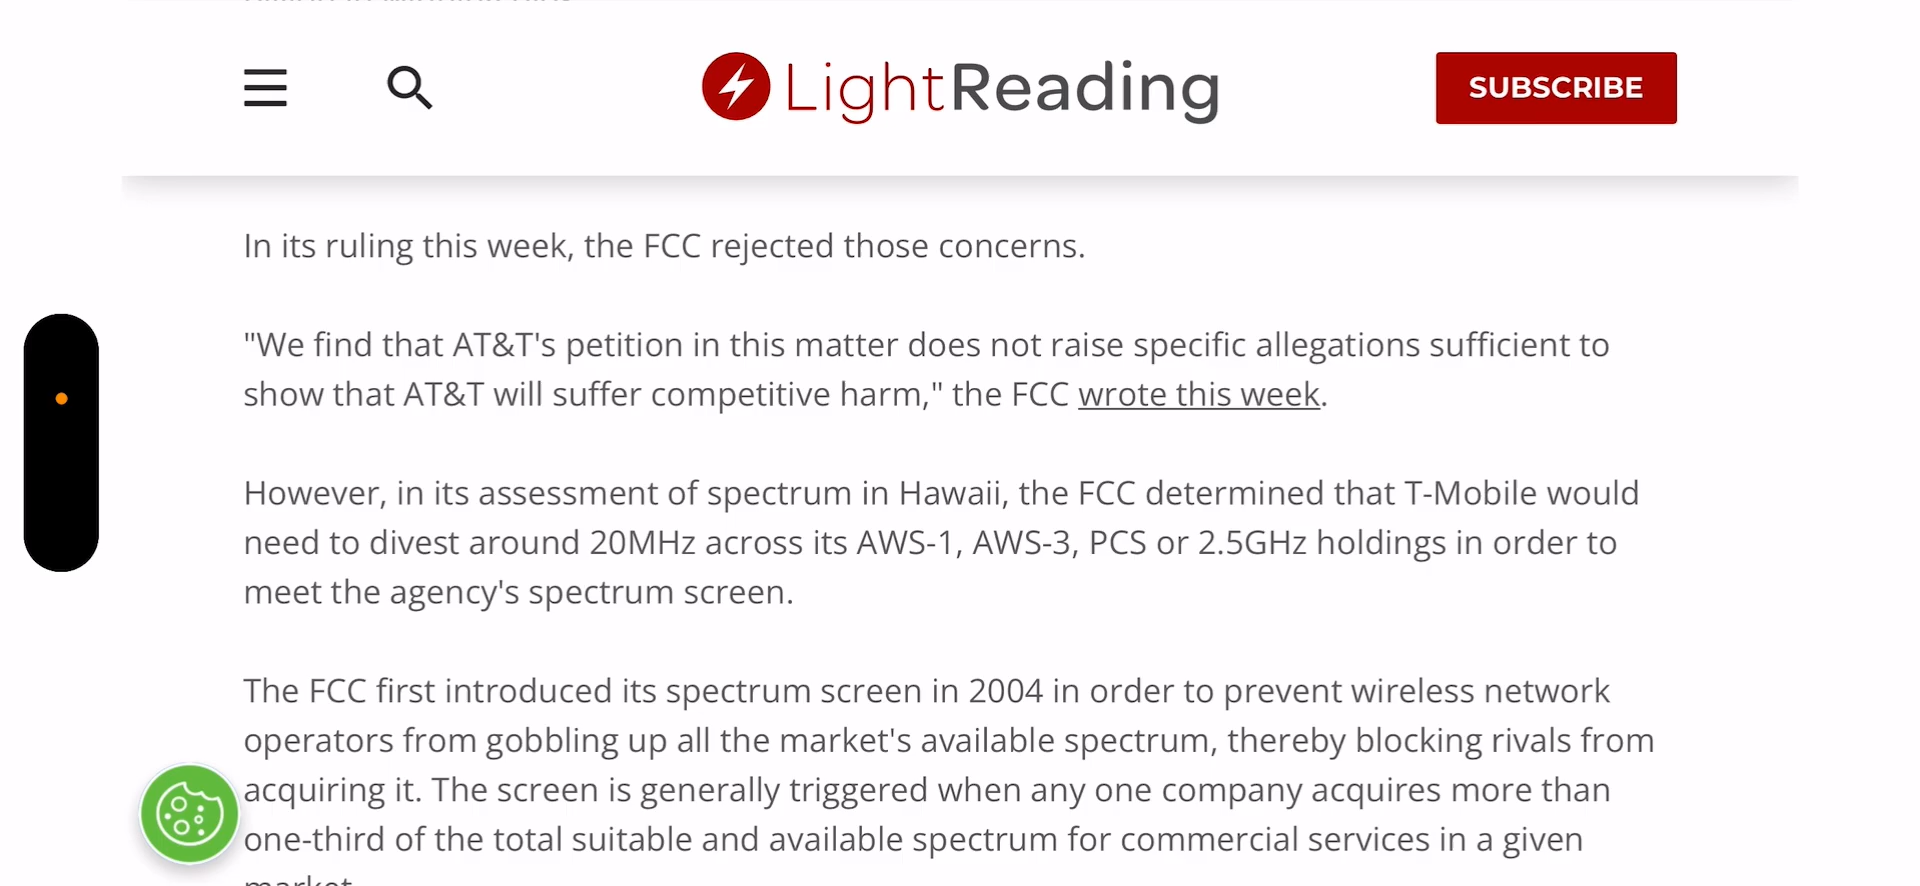 LightReading
SUBSCRIBE
In its ruling this week, the FCC rejected those concerns.
"We find that AT&T's petition in this matter does not raise specific allegations sufficient to
show that AT&T will suffer competitive harm," the FCC wrote this week.
However, in its assessment of spectrum in Hawaii, the FCC determined that T-Mobile would
need to divest around 20MHz across its AWS-1, AWS-3, PCS or 2.5GHz holdings in order to
meet the agency's spectrum screen.
The FCC first introduced its spectrum screen in 2004 in order to prevent wireless network
operators from gobbling up all the market's available spectrum, thereby blocking rivals from
acquiring it. The screen is generally triggered when any one company acquires more than
one-third of the total suitable and available spectrum for commercial services in a given
market.